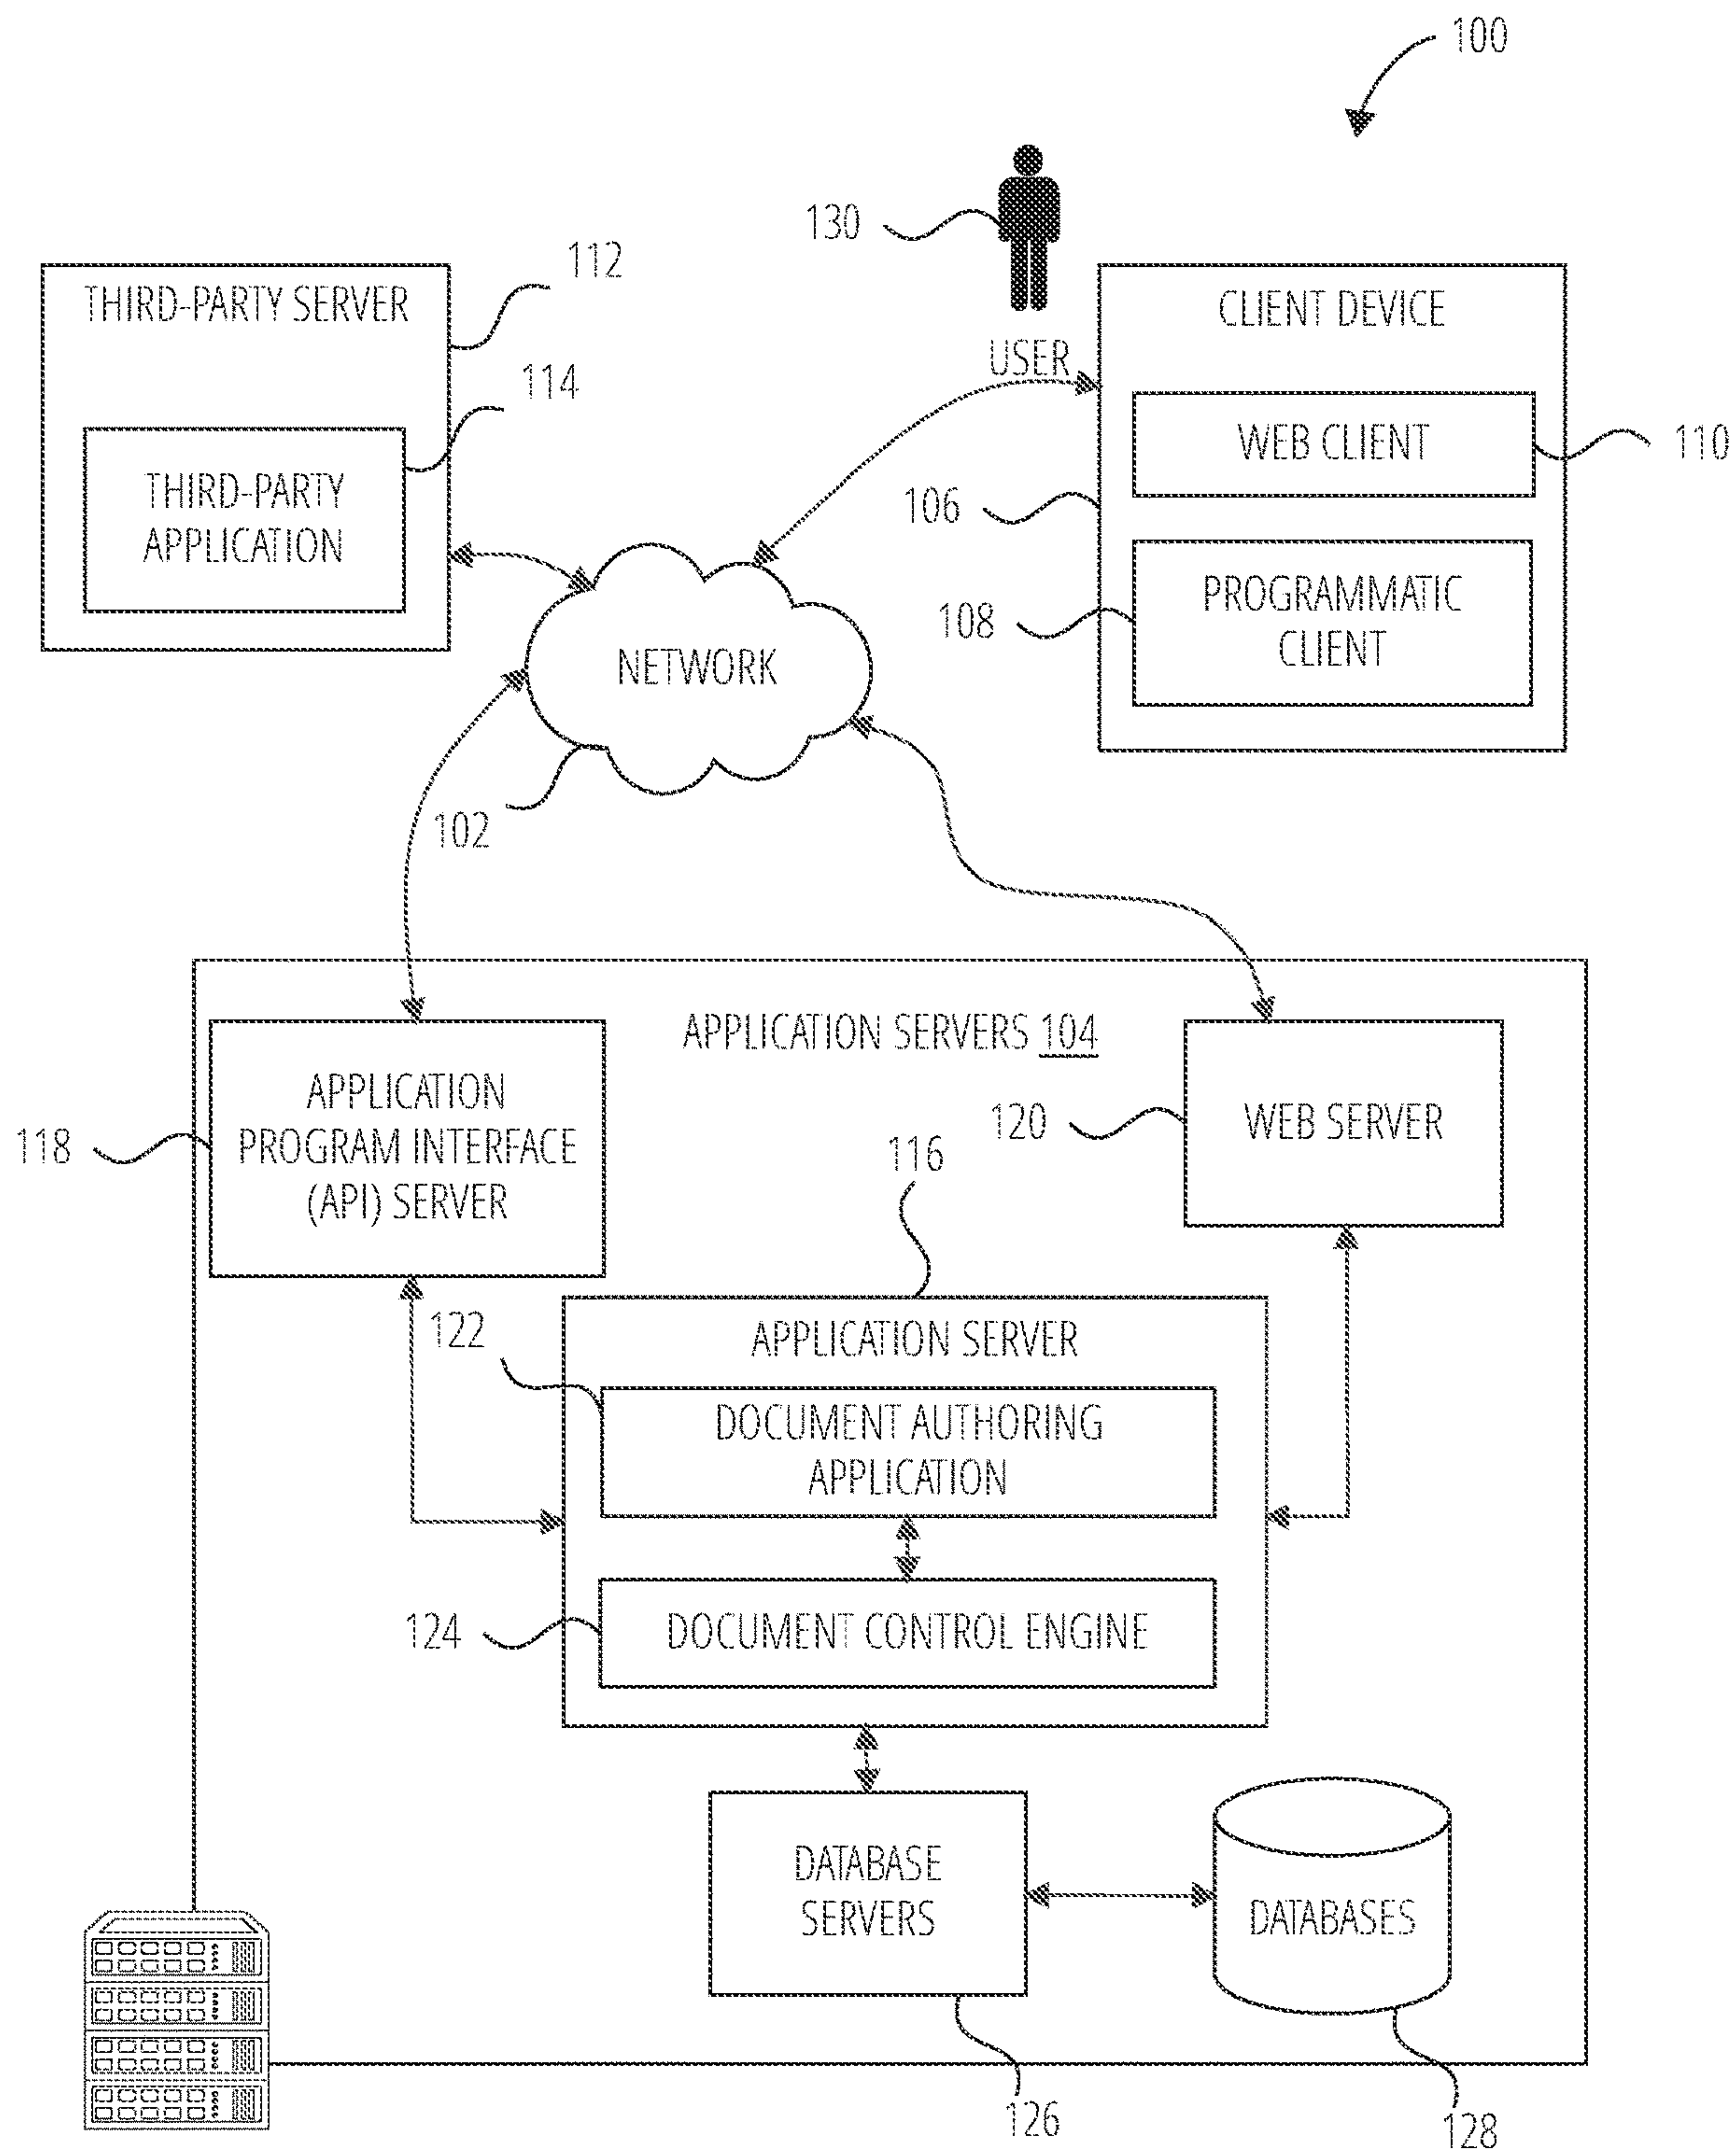 100
130
112
THIRD-PARTY SERVER
CLIENT DEVICE
USER
114
WEB CLIENT
110
THIRD-PARTY
APPLICATION
106
PROGRAMMATIC
CLIENT
108
NETWORK
102
APPLICATION SERVERS 104
APPLICATION
PROGRAM INTERFACE
(API) SERVER
118
120
WEB SERVER
116
122
APPLICATION SERVER
DOCUMENT AUTHORING
APPLICATION
124
DOCUMENT CONTROL ENGINE
DATABASE
SERVERS
DATABASES
126
128